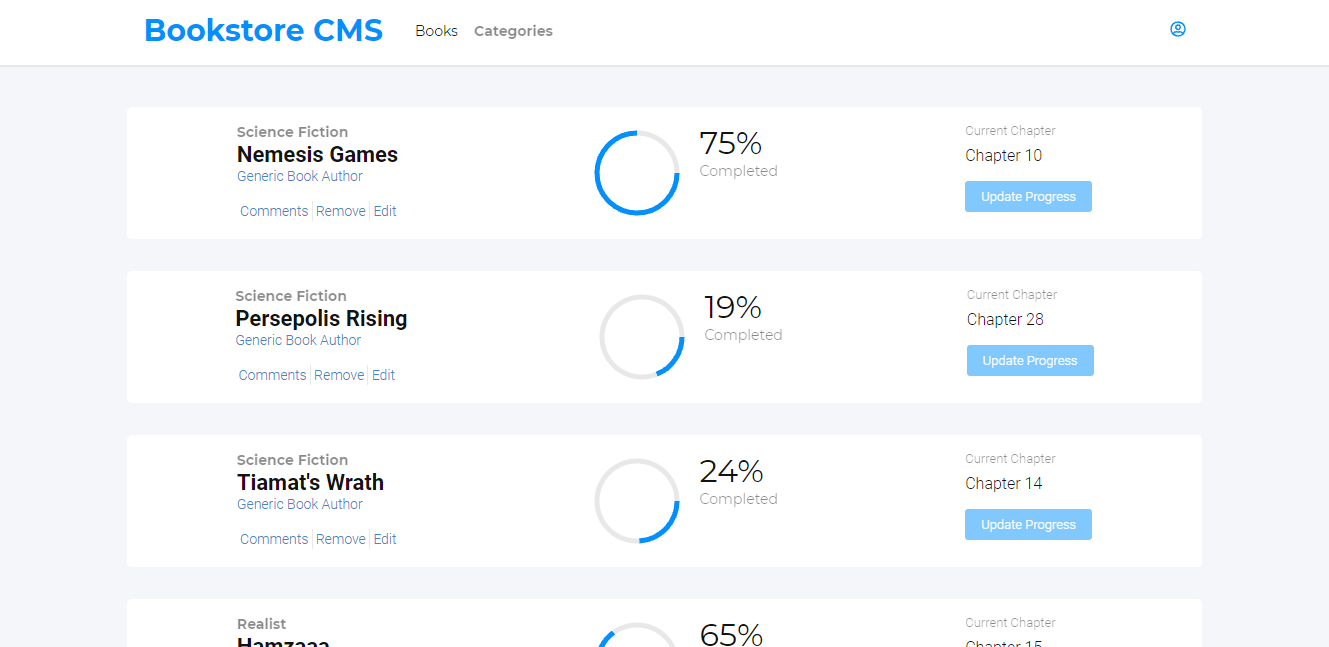 Bookstore CMS Books Categories
Science Fiction
Nemesis Games
Generic Book Author
Comments Remove Edit
75%
Completed
Current Chapter
Chapter 10
Update Progress
Science Fiction
Persepolis Rising
Generic Book Author
Comments Remove Edit
19%
Completed
Current Chapter
Chapter 28
Update Progress
Science Fiction
Tiamat's Wrath
Generic Book Author
Comments Remove Edit
24%
Completed
Current Chapter
Chapter 14
Update Progress
Realist
Hamzaaa
65%
Current Chapter
Chapter 15